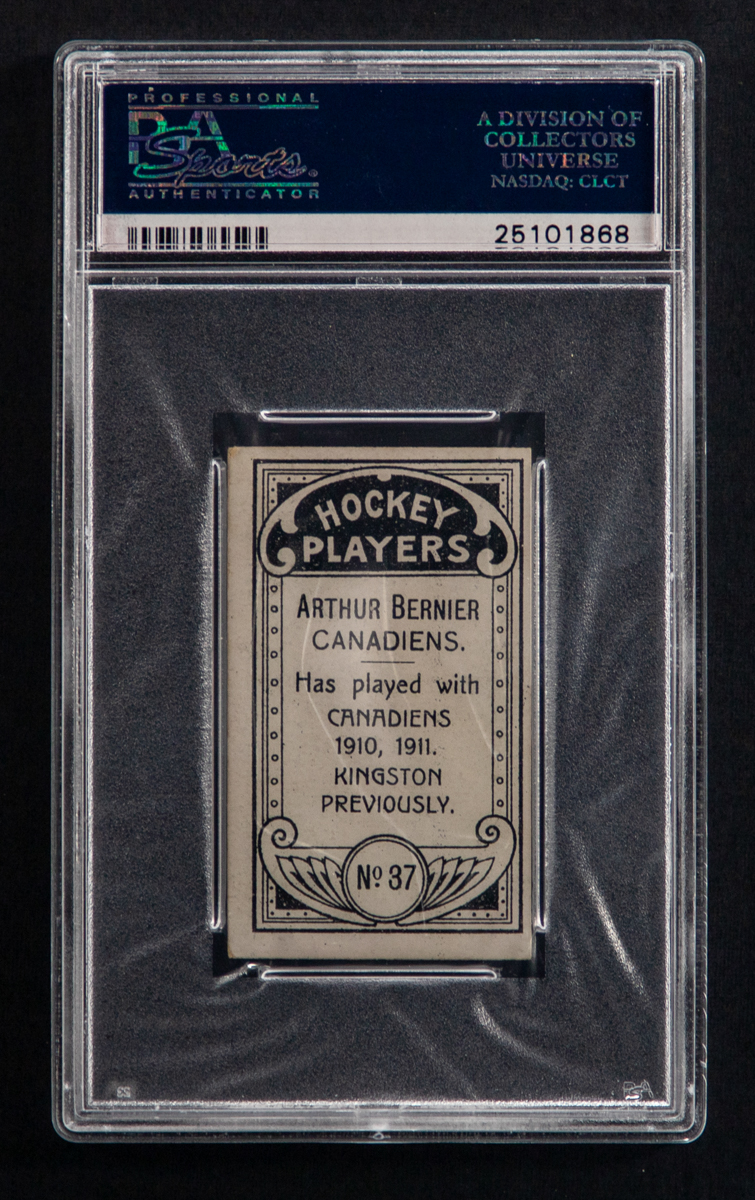 PROFESSIONAL
PSA
Sports.
AUTHENTICATOR
A DIVISION OF
COLLECTORS
UNIVERSE
NASDAQ: CLCT
25101868
HOCKEY
PLAYERS
ARTHUR BERNIER
CANADIENS.
Has played with
CANADIENS
1910, 1911.
KINGSTON
PREVIOUSLY.
Nº 37
PSA